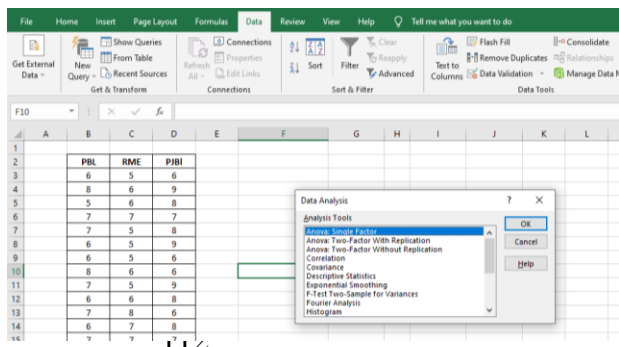 File Home Insert Page Layout Formulas Data Review View Help Tell me what you want to do
Show Queries Connections Clear Flash Fill Consolidate
Get External Data New Query From Table Refresh All Properties Sort Filter Reapply Text to Columns Remove Duplicates Relationships
Recent Sources Edit Links Advanced Data Validation Manage Data
Get & Transform Connections Sort & Filter Data Tools
F10 fx
A B C D E F G H I J K L
1
2 PBL RME PJBl
3 6 5 6
4 8 6 9
5 5 6 8
6 7 7 7
7 7 5 8
8 6 5 9
9 6 5 6
10 8 6 6
11 7 5 9
12 6 6 8
13 7 8 6
14 6 7 8
15 7 7 7
Data Analysis ? ×
Analysis Tools
Anova: Single Factor
Anova: Two-Factor With Replication
Anova: Two-Factor Without Replication
Correlation
Covariance
Descriptive Statistics
Exponential Smoothing
F-Test Two-Sample for Variances
Fourier Analysis
Histogram
OK
Cancel
Help